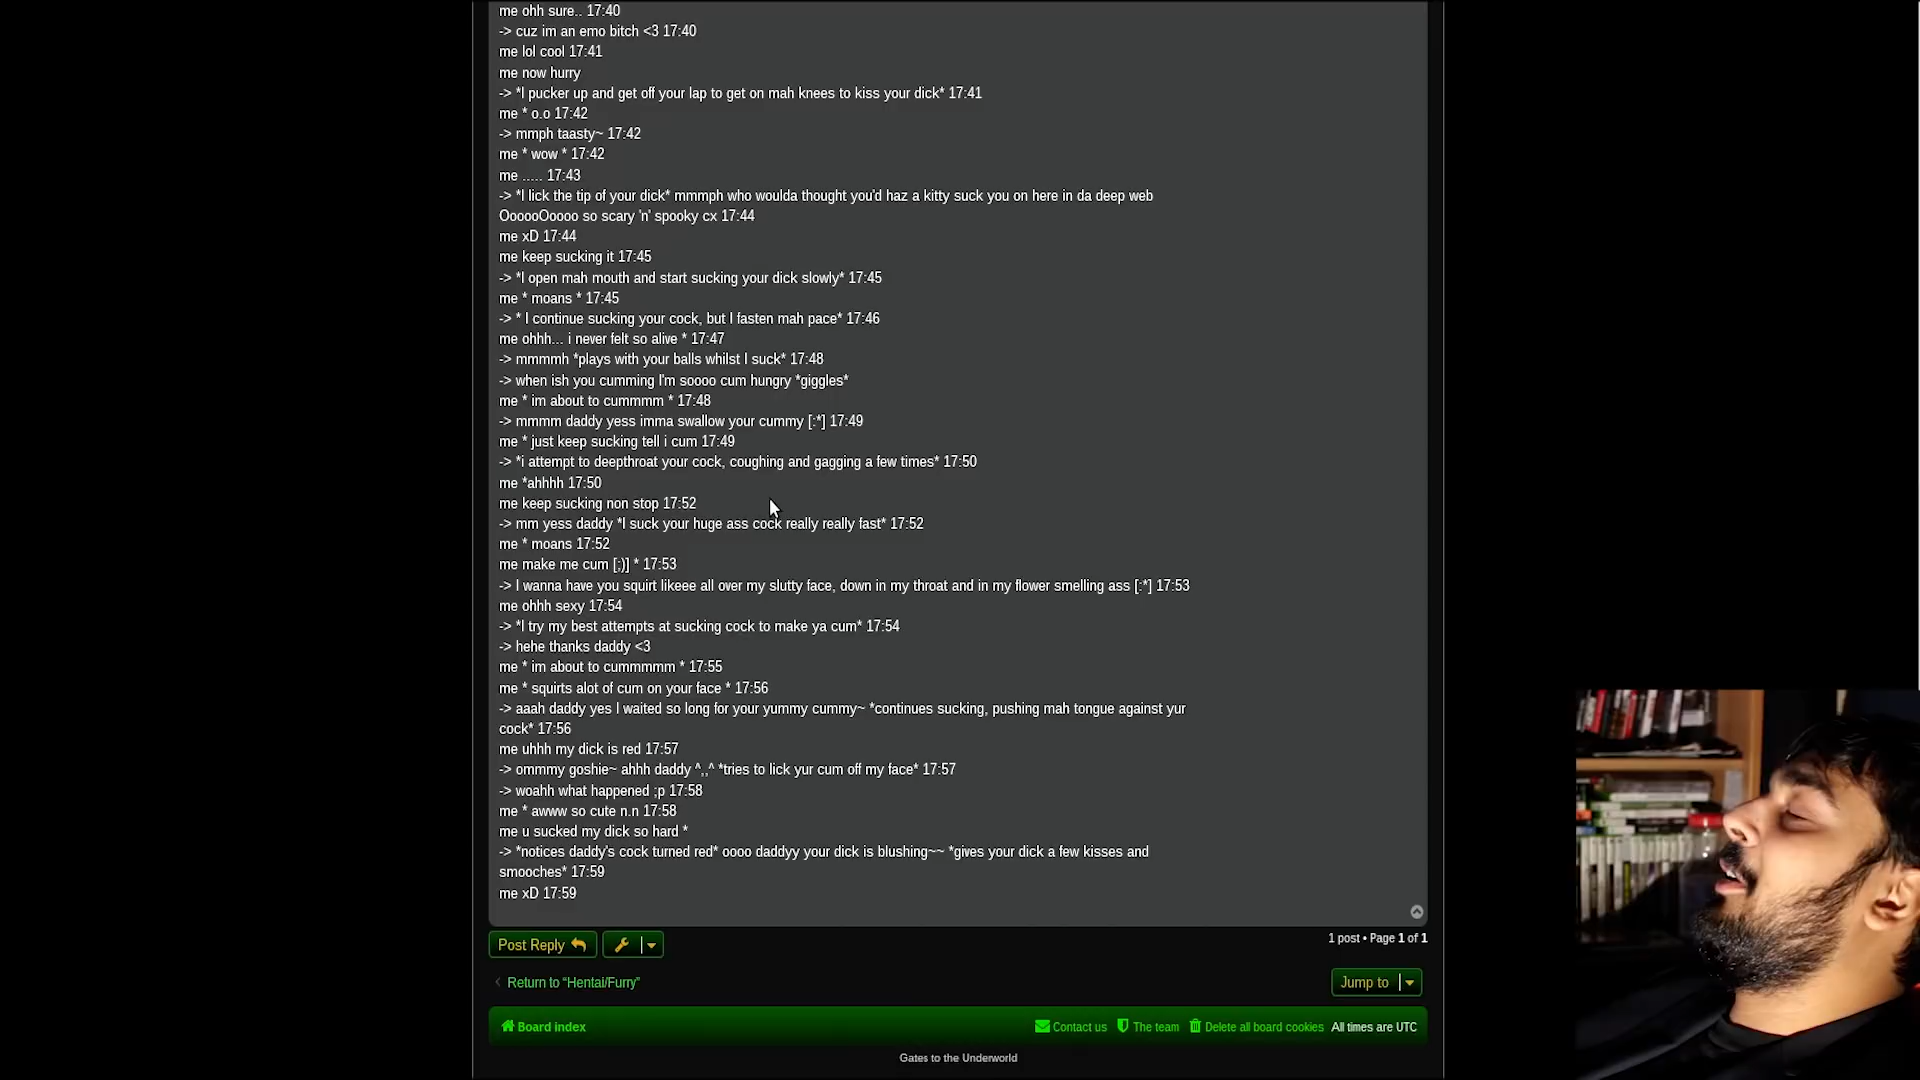 me ohh sure.. 17:40
-> cuz im an emo bitch <3 17:40
me lol cool 17:41
me now hurry
-> *I pucker up and get off your lap to get on mah knees to kiss your dick* 17:41
me * o.o 17:42
-> mmph taasty~ 17:42
me * wow * 17:42
me ..... 17:43
-> *I lick the tip of your dick* mmmph who woulda thought you'd haz a kitty suck you on here in da deep web
OooooOoooo so scary 'n' spooky cx 17:44
me xD 17:44
me keep sucking it 17:45
-> *I open mah mouth and start sucking your dick slowly* 17:45
me * moans * 17:45
-> * I continue sucking your cock, but I fasten mah pace* 17:46
me ohhh... i never felt so alive * 17:47
-> mmmmh *plays with your balls whilst I suck* 17:48
-> when ish you cumming I'm soooo cum hungry *giggles*
me * im about to cummmm * 17:48
-> mmmm daddy yess imma swallow your cummy [:*] 17:49
me * just keep sucking tell i cum 17:49
-> *i attempt to deepthroat your cock, coughing and gagging a few times* 17:50
me *ahhhh 17:50
me keep sucking non stop 17:52
-> mm yess daddy *I suck your huge ass cock really really fast* 17:52
me * moans 17:52
me make me cum [;)] * 17:53
-> I wanna have you squirt likeee all over my slutty face, down in my throat and in my flower smelling ass [:*] 17:53
me ohhh sexy 17:54
-> *I try my best attempts at sucking cock to make ya cum* 17:54
-> hehe thanks daddy <3
me * im about to cummmmm * 17:55
me * squirts alot of cum on your face * 17:56
-> aaah daddy yes I waited so long for your yummy cummy~ *continues sucking, pushing mah tongue against yur
cock* 17:56
me uhhh my dick is red 17:57
-> ommmy goshie~ ahhh daddy ^,,^ *tries to lick yur cum off my face* 17:57
-> woahh what happened ;p 17:58
me * awww so cute n.n 17:58
me u sucked my dick so hard *
-> *notices daddy's cock turned red* oooo daddyy your dick is blushing~~ *gives your dick a few kisses and
smooches* 17:59
me xD 17:59
Post Reply
1 post • Page 1 of 1
Return to “Hentai/Furry”
Jump to
Board index
Contact us
The team
Delete all board cookies
All times are UTC
Gates to the Underworld